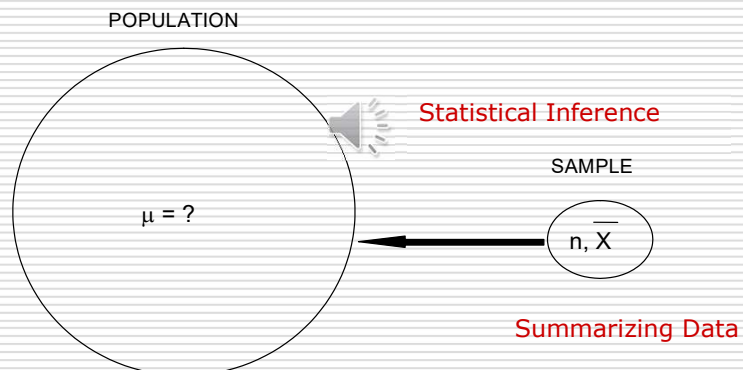 POPULATION
Statistical Inference
SAMPLE
μ = ?
n, X̅
Summarizing Data